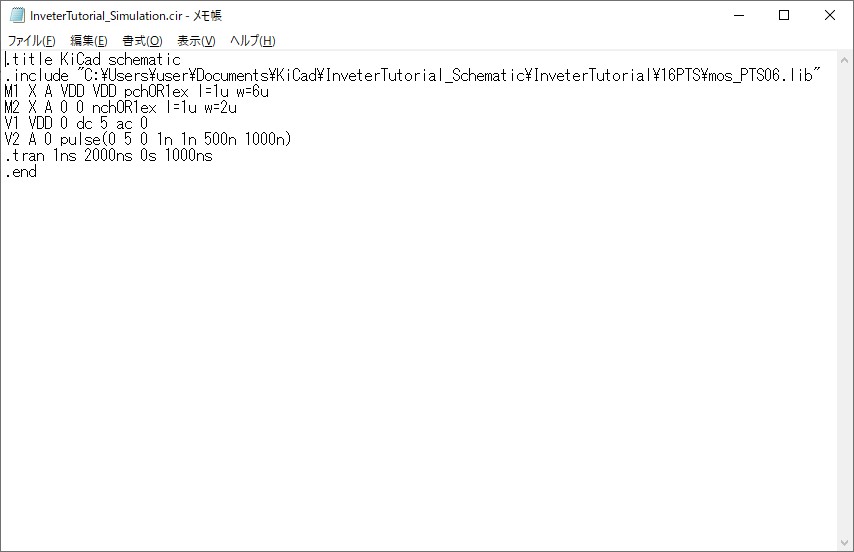 InveterTutorial_Simulation.cir - メモ帳
ファイル(F) 編集(E) 書式(O) 表示(V) ヘルプ(H)
.title KiCad schematic
.include "C:¥Users¥user¥Documents¥KiCad¥InveterTutorial_Schematic¥InveterTutorial¥16PTS¥mos_PTS06.lib"
M1 X A VDD VDD pchOR1ex l=1u w=6u
M2 X A 0 0 nchOR1ex l=1u w=2u
V1 VDD 0 dc 5 ac 0
V2 A 0 pulse(0 5 0 1n 1n 500n 1000n)
.tran 1ns 2000ns 0s 1000ns
.end